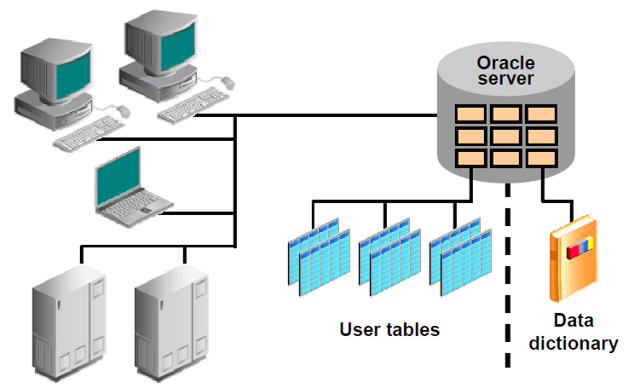 Oracle
server
User tables
Data
dictionary